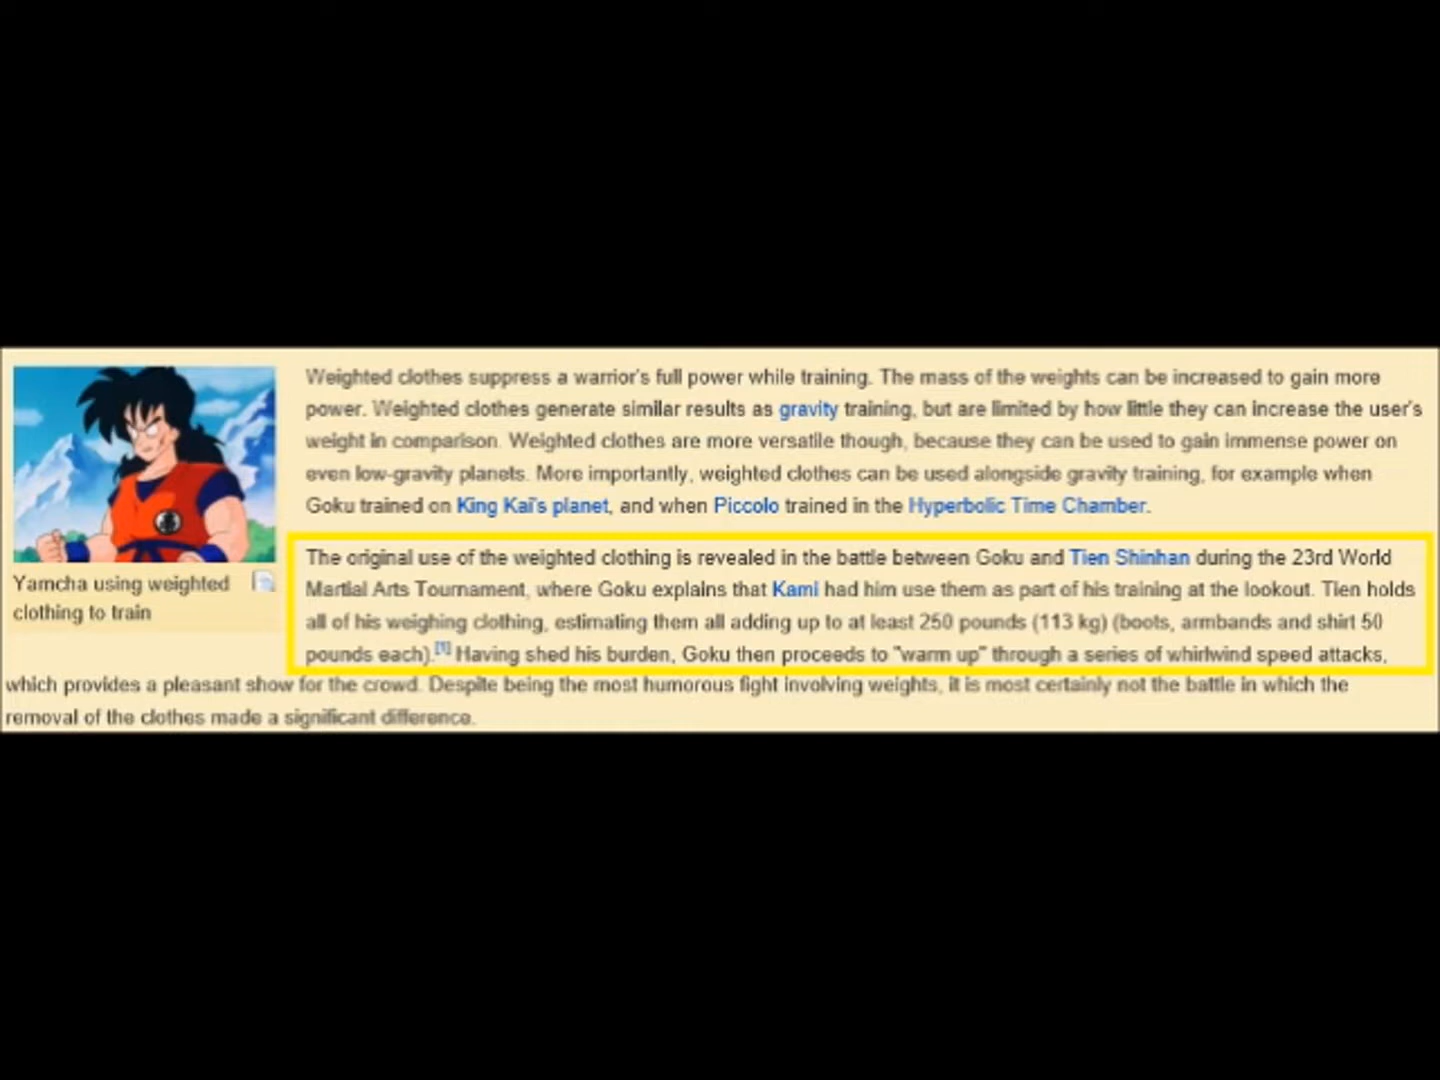 Weighted clothes suppress a warrior's full power while training. The mass of the weights can be increased to gain more
power. Weighted clothes generate similar results as gravity training, but are limited by how little they can increase the user's
weight in comparison. Weighted clothes are more versatile though, because they can be used to gain immense power on
even low-gravity planets. More importantly, weighted clothes can be used alongside gravity training, for example when
Goku trained on King Kai's planet, and when Piccolo trained in the Hyperbolic Time Chamber.
Yamcha using weighted
clothing to train
The original use of the weighted clothing is revealed in the battle between Goku and Tien Shinhan during the 23rd World
Martial Arts Tournament, where Goku explains that Kami had him use them as part of his training at the lookout. Tien holds
all of his weighing clothing, estimating them all adding up to at least 250 pounds (113 kg) (boots, armbands and shirt 50
pounds each).[1] Having shed his burden, Goku then proceeds to "warm up" through a series of whirlwind speed attacks,
which provides a pleasant show for the crowd. Despite being the most humorous fight involving weights, it is most certainly not the battle in which the
removal of the clothes made a significant difference.